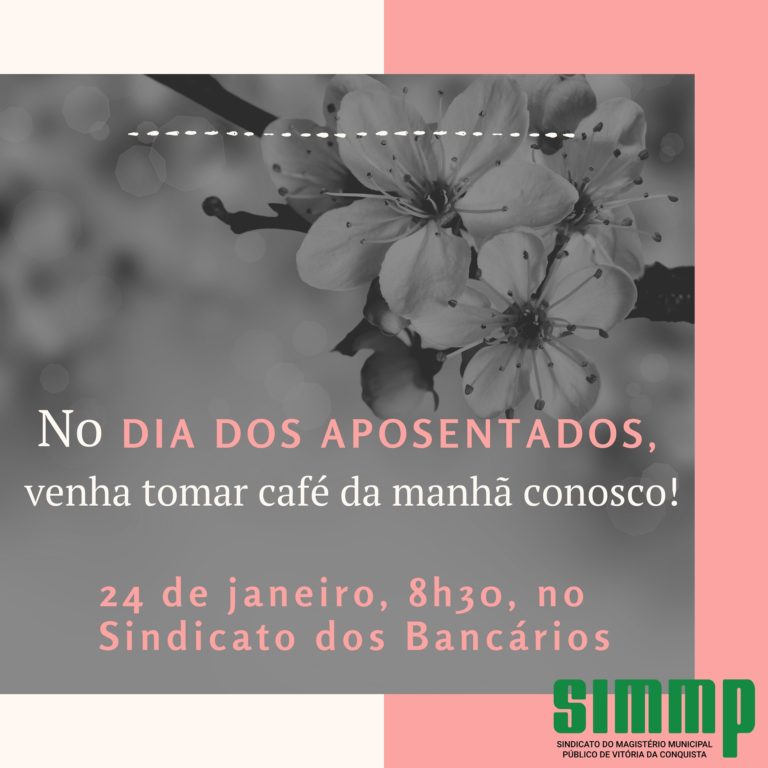 No DIA DOS APOSENTADOS,
venha tomar café da manhã conosco!
24 de janeiro, 8h30, no
Sindicato dos Bancários
simmp
SINDICATO DO MAGISTÉRIO MUNICIPAL
PÚBLICO DE VITÓRIA DA CONQUISTA